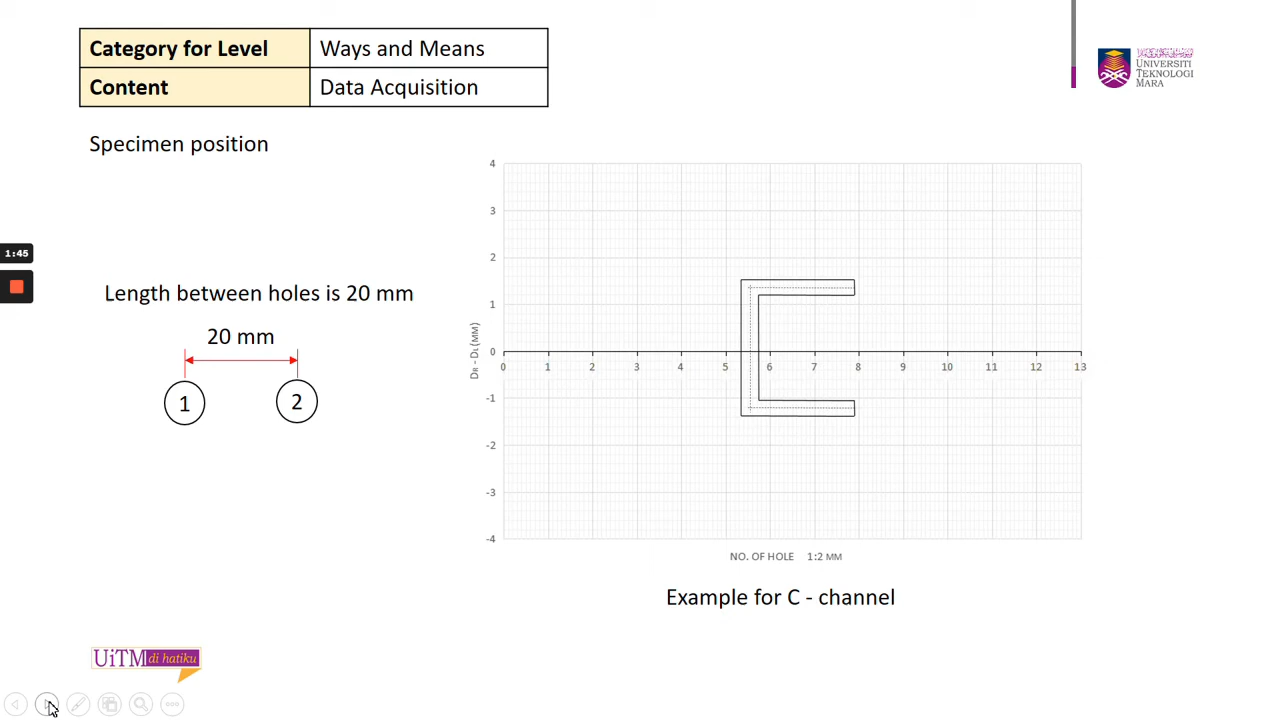 Category for Level Ways and Means
Content Data Acquisition
UNIVERSITI
TEKNOLOGI
MARA
Specimen position
1:45
Length between holes is 20 mm
20 mm
1 2
4
3
2
1
0
-1
-2
-3
-4
DR - DL (MM)
0 1 2 3 4 5 6 7 8 9 10 11 12 13
NO. OF HOLE 1:2 MM
Example for C - channel
UiTM di hatiku